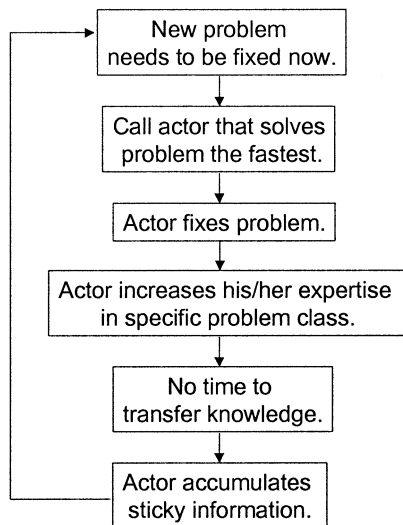 New problem
needs to be fixed now.
Call actor that solves
problem the fastest.
Actor fixes problem.
Actor increases his/her expertise
in specific problem class.
No time to
transfer knowledge.
Actor accumulates
sticky information.